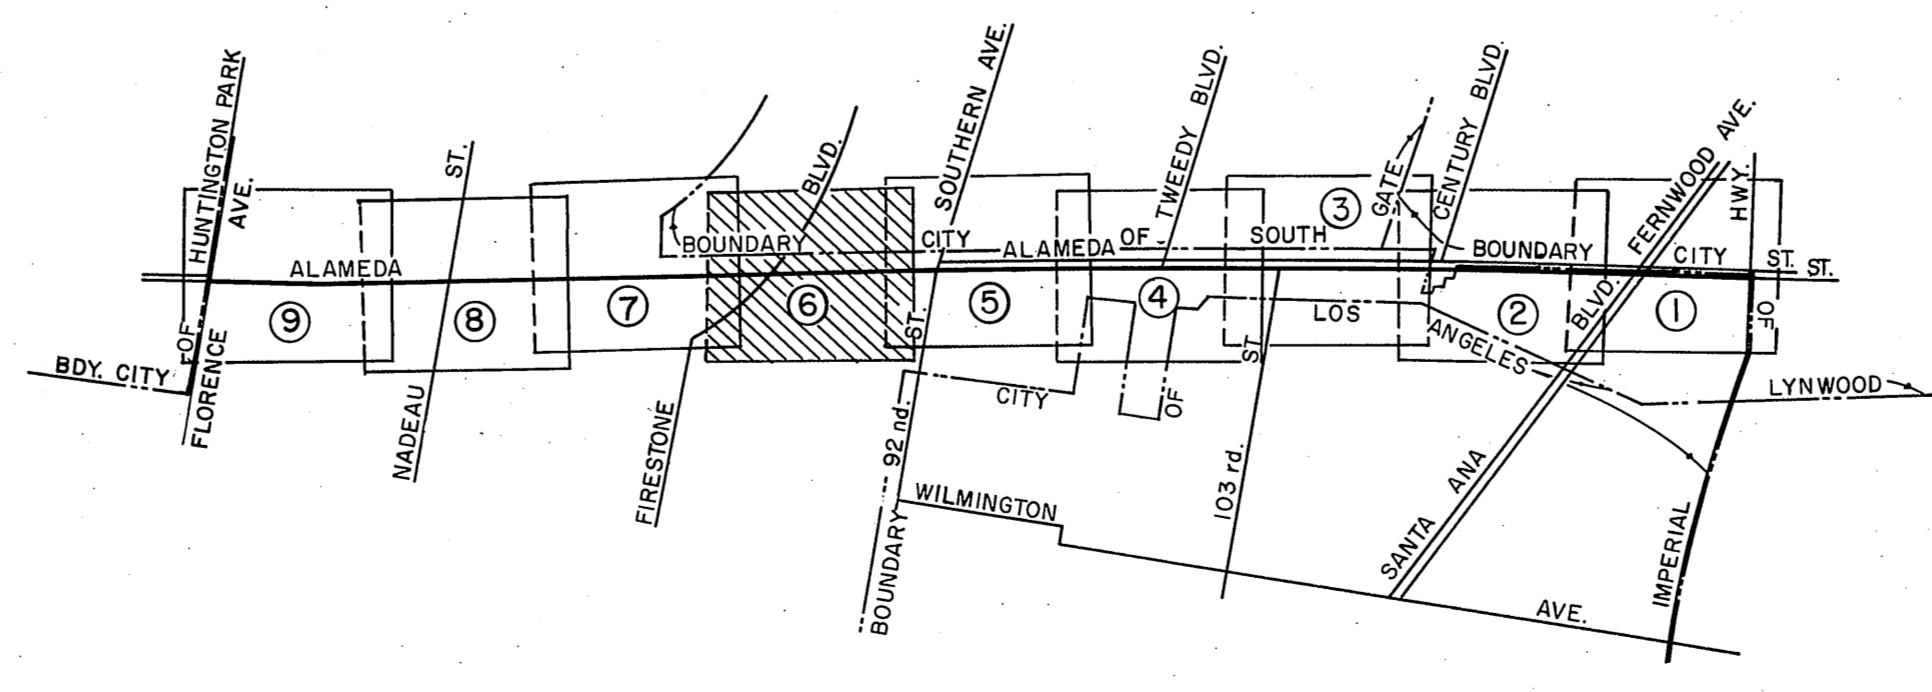 HUNTINGTON PARK
AVE.
OF
FLORENCE
BDY. CITY
ALAMEDA
9
NADEAU
ST.
8
7
BOUNDARY
FIRESTONE
BLVD.
6
CITY
ALAMEDA
OF
SOUTH
GATE
SOUTHERN AVE.
BOUNDARY
92 nd.
ST.
5
CITY
OF
LOS
ANGELES
TWEEDY BLVD.
4
3
103 rd.
ST
WILMINGTON
AVE.
CENTURY BLVD.
BOUNDARY
CITY
OF
LYNWOOD
2
1
FERNWOOD AVE.
SANTA ANA
BLVD.
IMPERIAL
HWY.
ST.
ST.